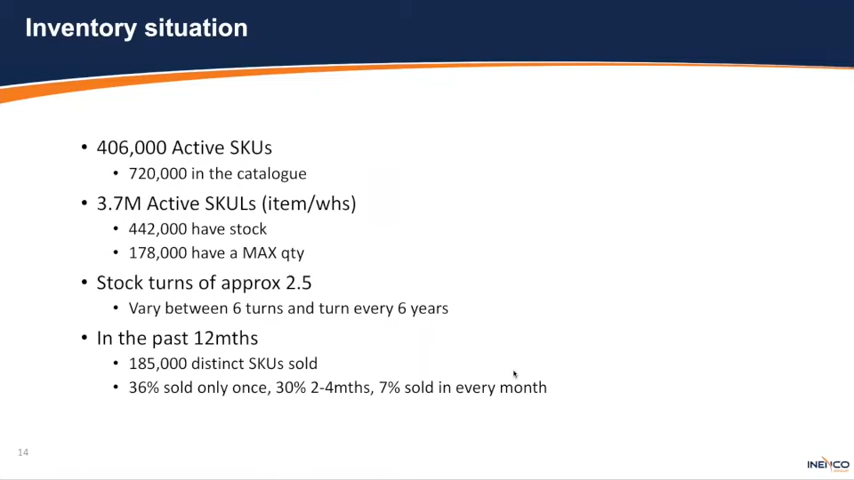 Inventory situation
• 406,000 Active SKUs
• 720,000 in the catalogue
• 3.7M Active SKULs (item/whs)
• 442,000 have stock
• 178,000 have a MAX qty
• Stock turns of approx 2.5
• Vary between 6 turns and turn every 6 years
• In the past 12mths
• 185,000 distinct SKUs sold
• 36% sold only once, 30% 2-4mths, 7% sold in every month
14
INENCO
GROUP